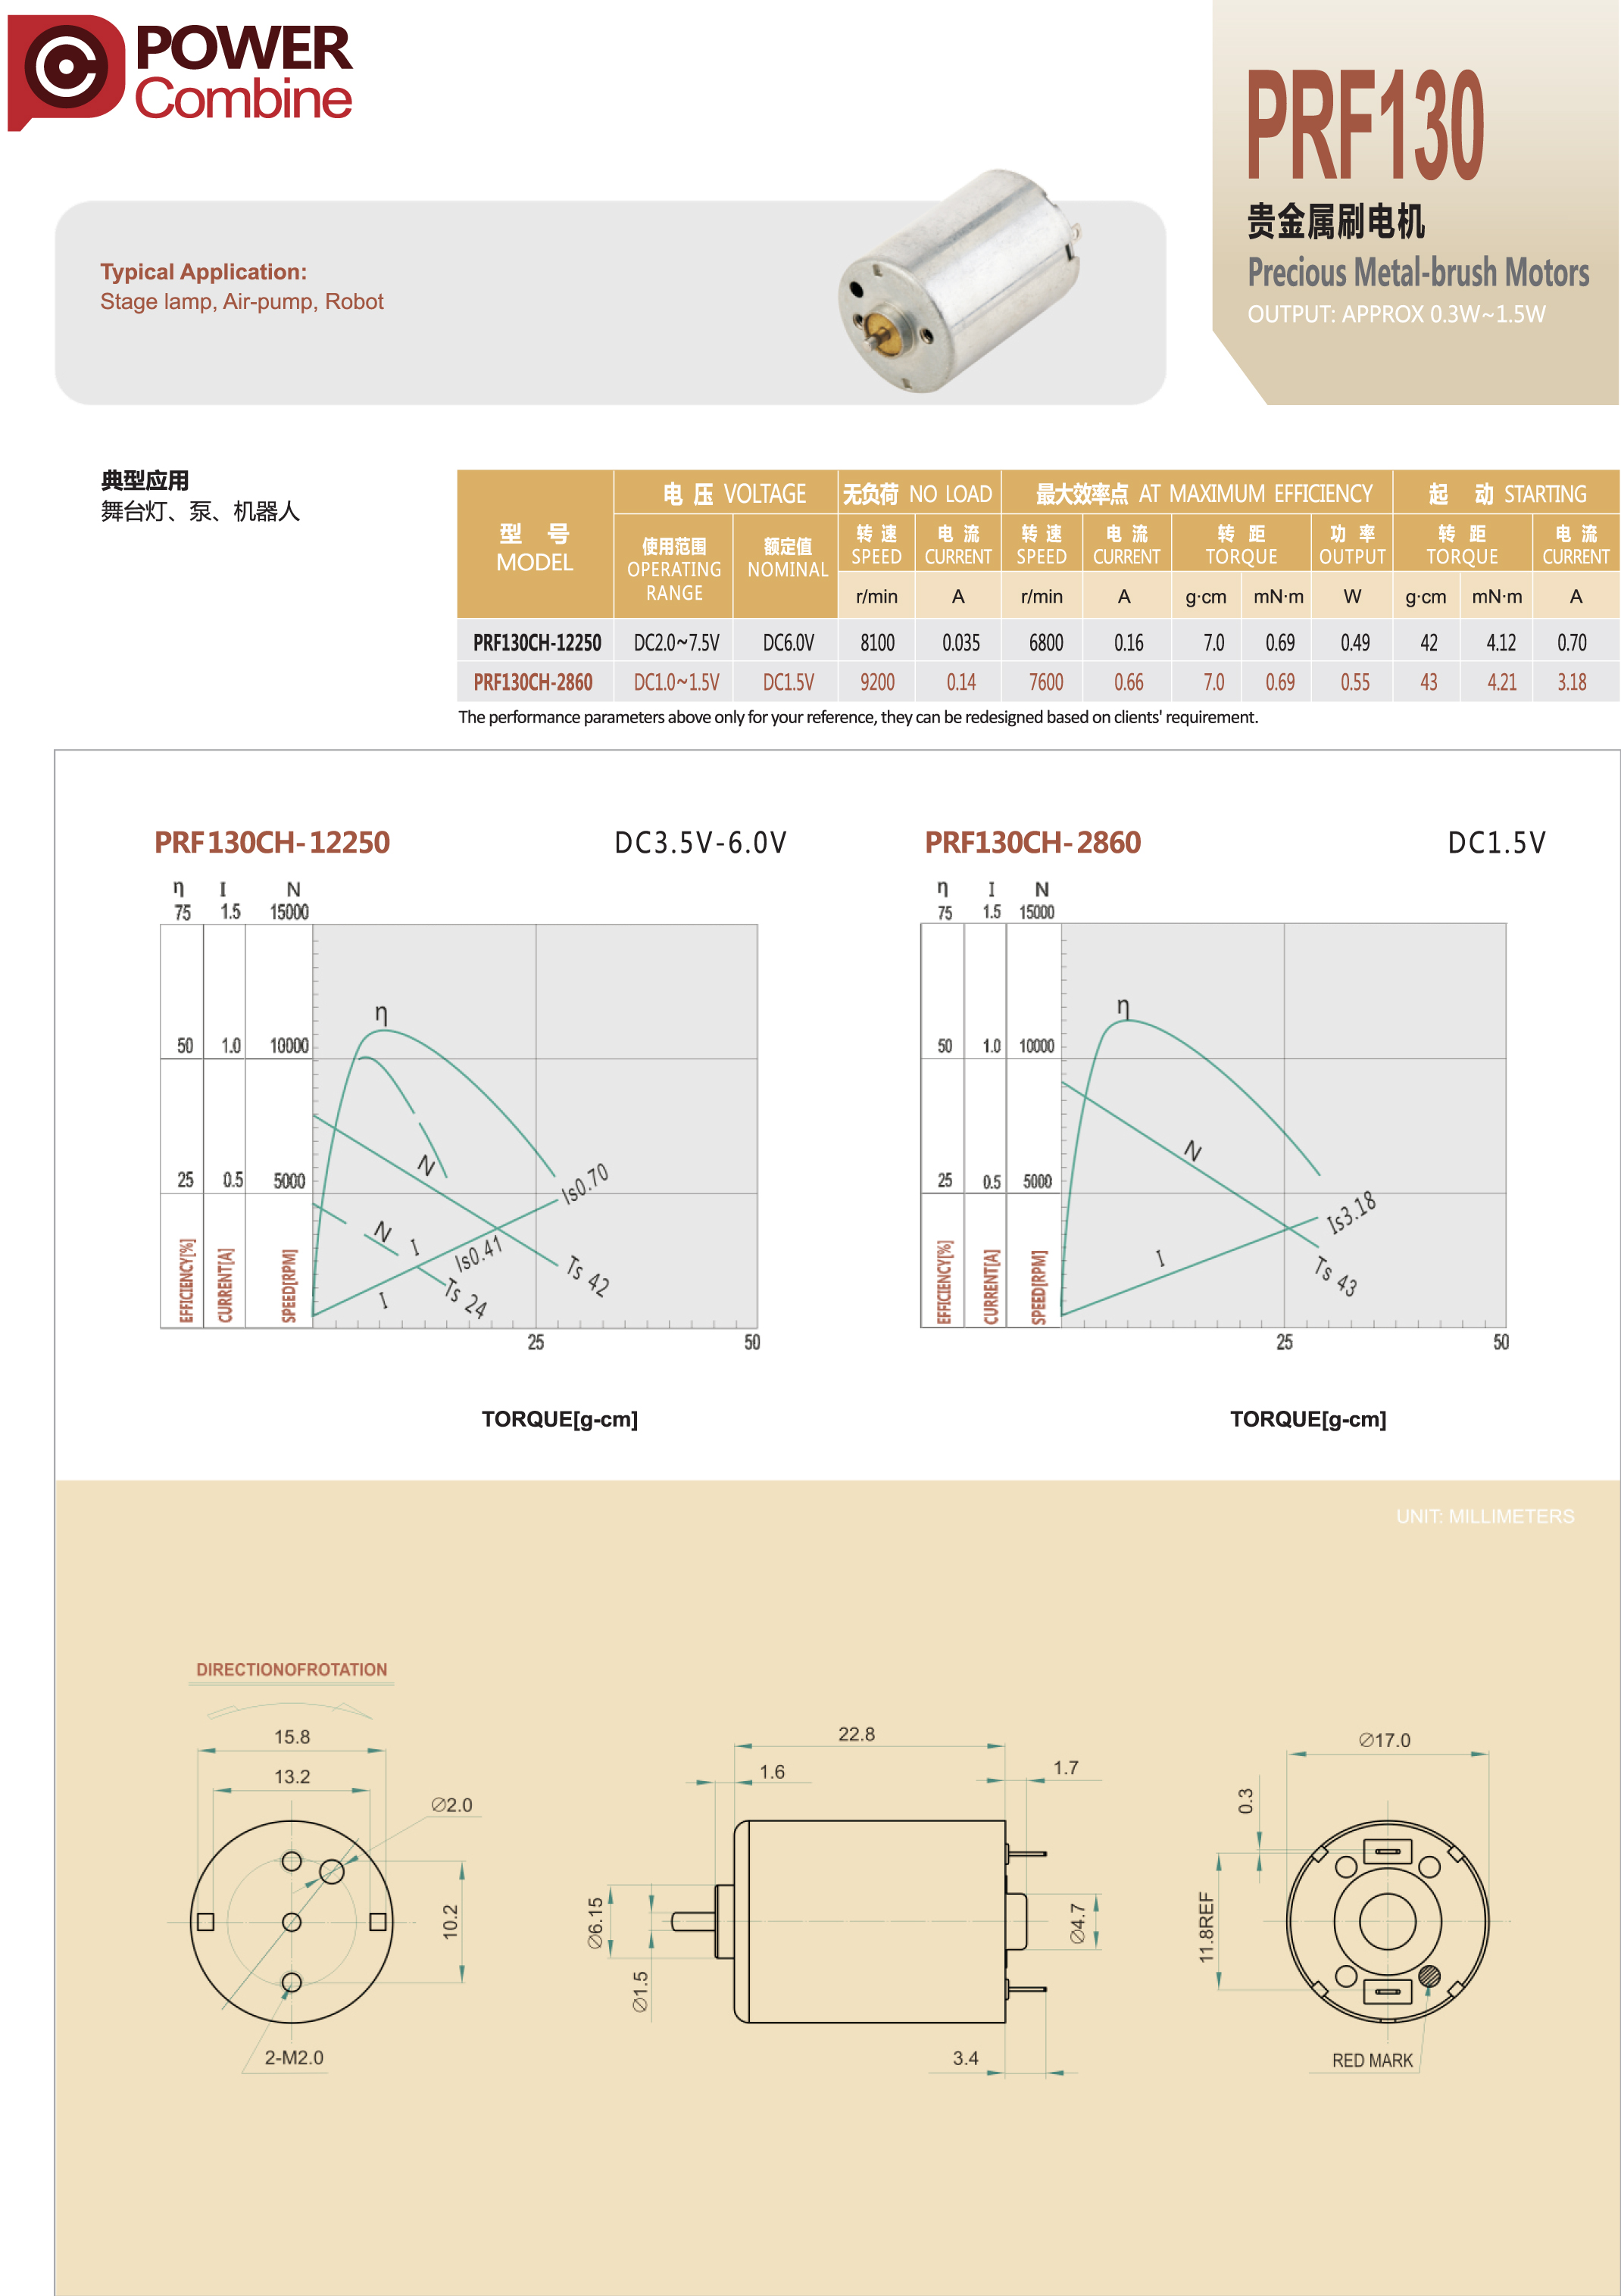 POWER
Combine
PRF130
贵金属刷电机
Precious Metal-brush Motors
OUTPUT: APPROX 0.3W~1.5W
Typical Application:
Stage lamp, Air-pump, Robot
典型应用
舞台灯、泵、机器人
型 号 MODEL
电 压 VOLTAGE
无负荷 NO LOAD
最大效率点 AT MAXIMUM EFFICIENCY
起 动 STARTING
使用范围 OPERATING RANGE
额定值 NOMINAL
转 速 SPEED
电 流 CURRENT
转 速 SPEED
电 流 CURRENT
转 距 TORQUE
功 率 OUTPUT
转 距 TORQUE
电 流 CURRENT
r/min A r/min A g·cm mN·m W g·cm mN·m A
PRF130CH-12250 DC2.0~7.5V DC6.0V 8100 0.035 6800 0.16 7.0 0.69 0.49 42 4.12 0.70
PRF130CH-2860 DC1.0~1.5V DC1.5V 9200 0.14 7600 0.66 7.0 0.69 0.55 43 4.21 3.18
The performance parameters above only for your reference, they can be redesigned based on clients' requirement.
PRF130CH-12250 DC3.5V-6.0V
η I N
75 1.5 15000
η
50 1.0 10000
N
25 0.5 5000
Is0.70
N
I
Is0.41
Ts 42
Ts 24
I
EFFICIENCY[%]
CURRENT[A]
SPEED[RPM]
25 50
TORQUE[g-cm]
PRF130CH-2860 DC1.5V
η I N
75 1.5 15000
η
50 1.0 10000
N
25 0.5 5000
Is3.18
I
Ts 43
EFFICIENCY[%]
CURRENT[A]
SPEED[RPM]
25 50
TORQUE[g-cm]
UNIT: MILLIMETERS
DIRECTIONOFROTATION
15.8
13.2
∅2.0
10.2
2-M2.0
22.8
1.6
1.7
∅6.15
∅1.5
∅4.7
3.4
∅17.0
0.3
11.8REF
RED MARK